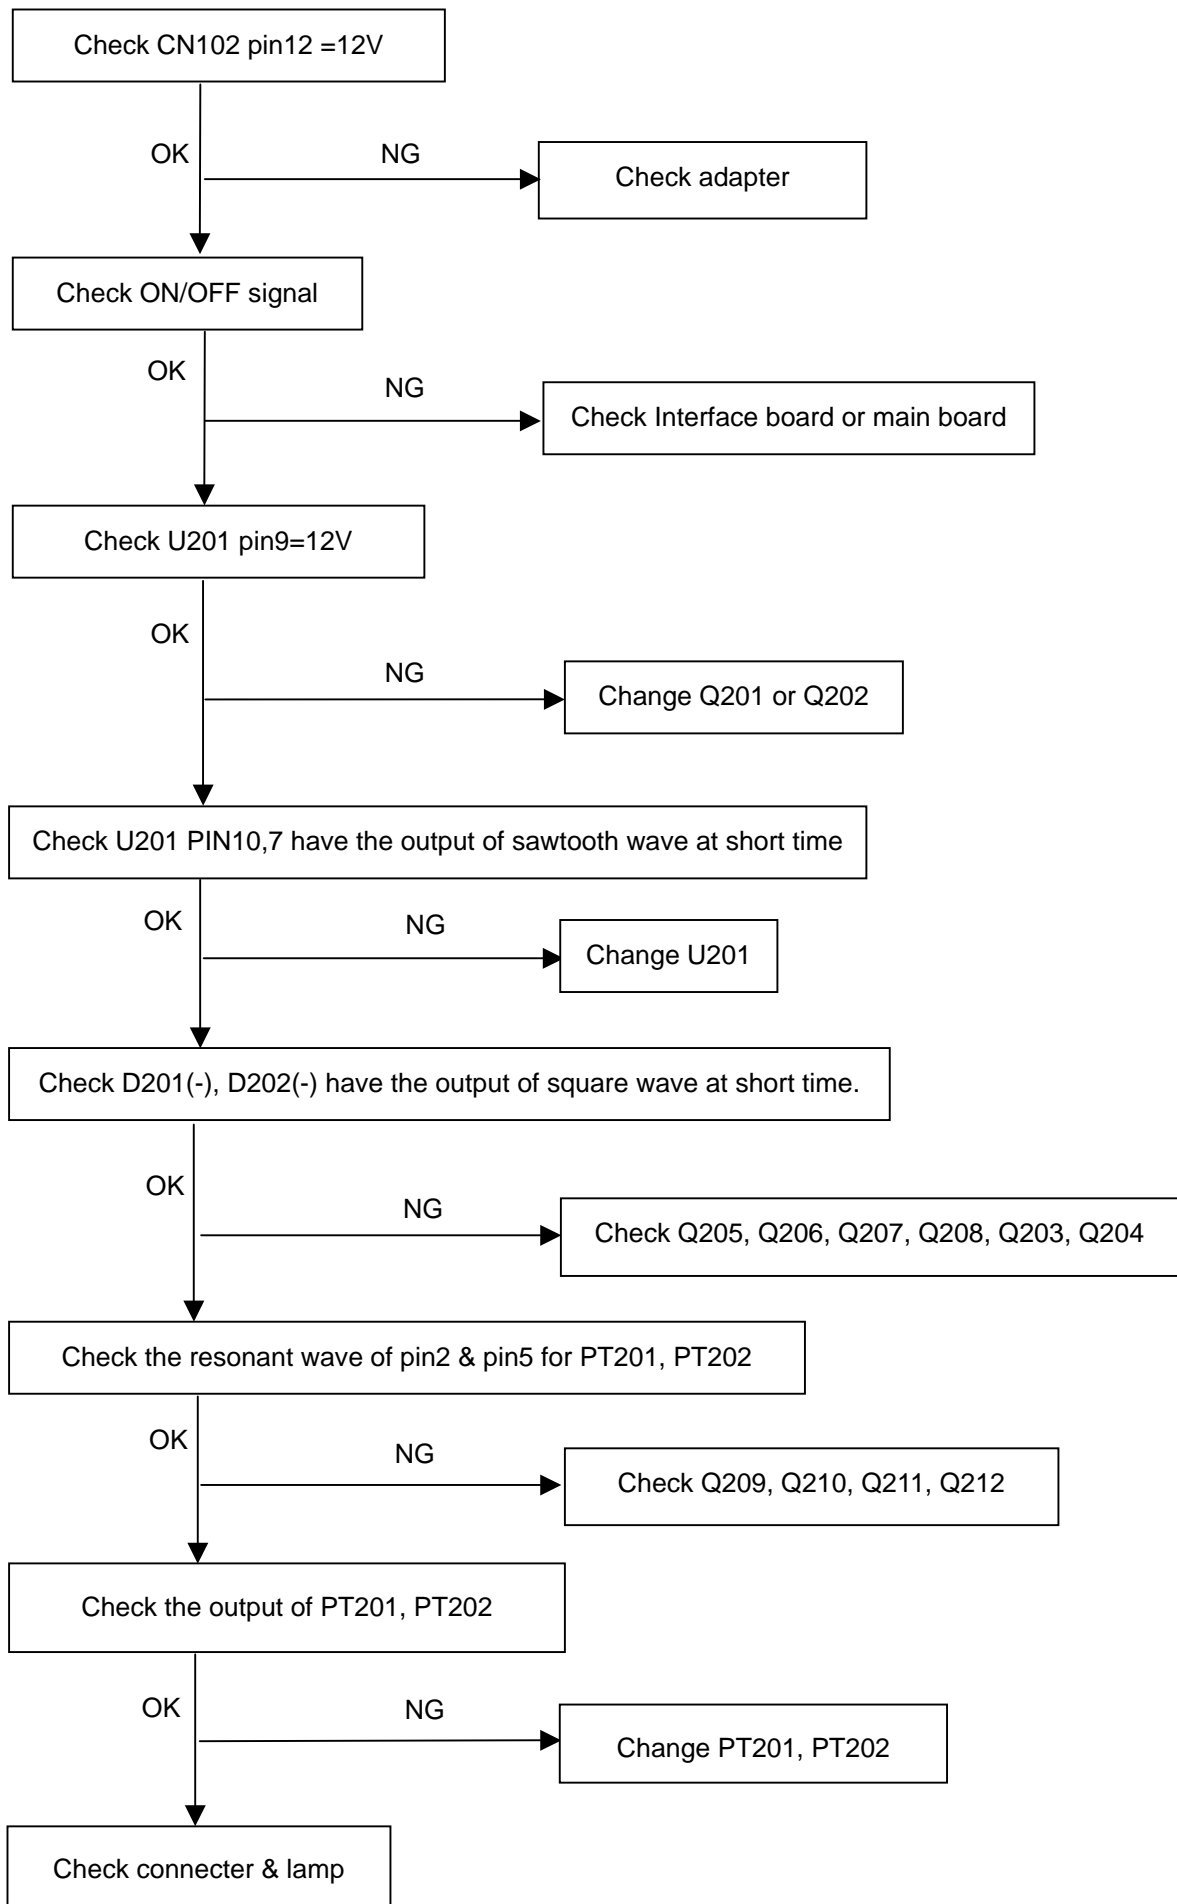 Check CN102 pin12 =12V
OK
NG
Check adapter
Check ON/OFF signal
OK
NG
Check Interface board or main board
Check U201 pin9=12V
OK
NG
Change Q201 or Q202
Check U201 PIN10,7 have the output of sawtooth wave at short time
OK
NG
Change U201
Check D201(-), D202(-) have the output of square wave at short time.
OK
NG
Check Q205, Q206, Q207, Q208, Q203, Q204
Check the resonant wave of pin2 & pin5 for PT201, PT202
OK
NG
Check Q209, Q210, Q211, Q212
Check the output of PT201, PT202
OK
NG
Change PT201, PT202
Check connecter & lamp